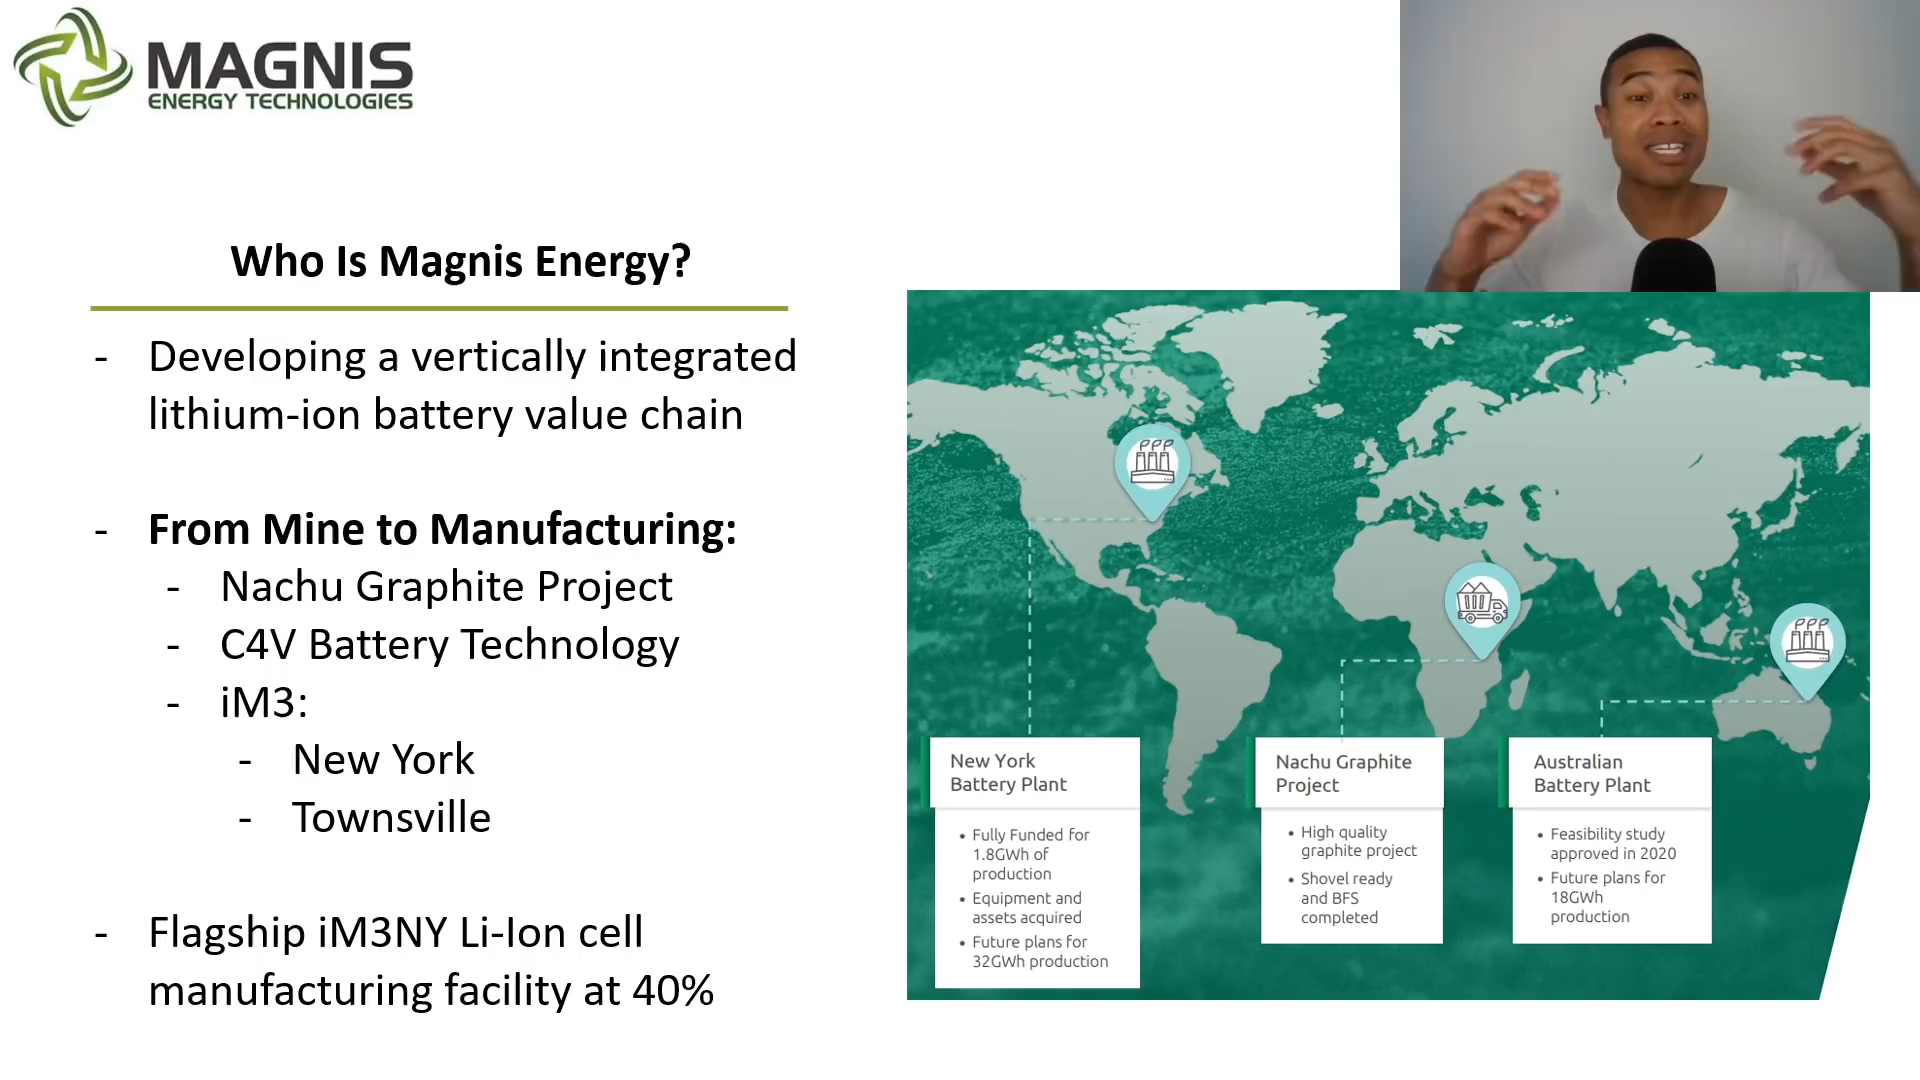 MAGNIS
ENERGY TECHNOLOGIES
Who Is Magnis Energy?
- Developing a vertically integrated
lithium-ion battery value chain
- From Mine to Manufacturing:
- Nachu Graphite Project
- C4V Battery Technology
- iM3:
- New York
- Townsville
- Flagship iM3NY Li-Ion cell
manufacturing facility at 40%
New York
Battery Plant
• Fully Funded for
1.8GWh of
production
• Equipment and
assets acquired
• Future plans for
32GWh production
Nachu Graphite
Project
• High quality
graphite project
• Shovel ready
and BFS
completed
Australian
Battery Plant
• Feasibility study
approved in 2020
• Future plans for
18GWh
production